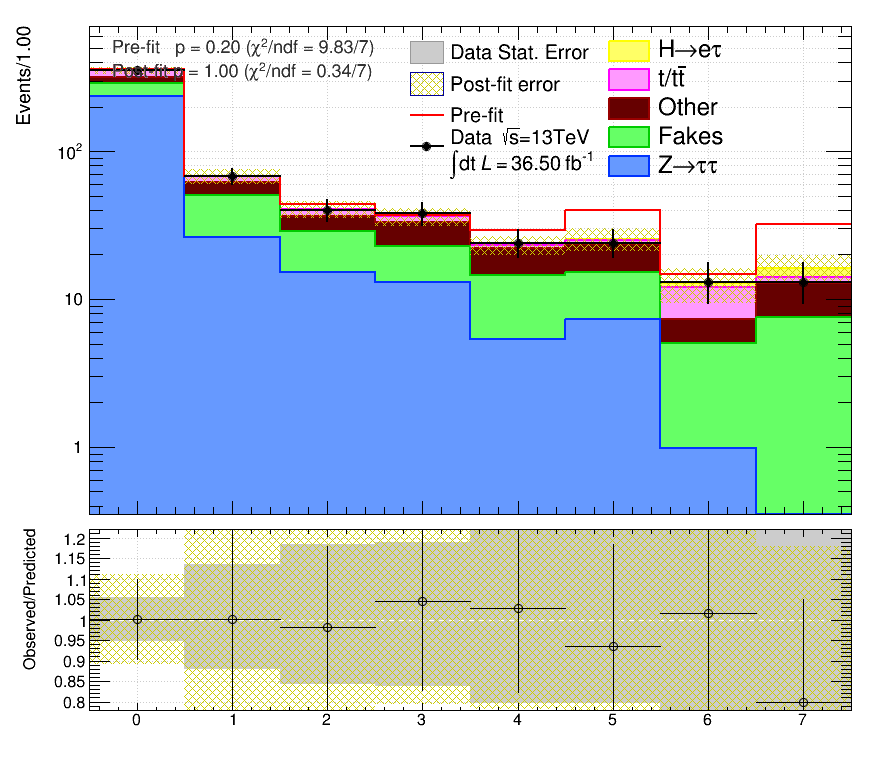 Events/1.00
Pre-fit p = 0.20 (χ²/ndf = 9.83/7)
Post-fit p = 1.00 (χ²/ndf = 0.34/7)
Data Stat. Error
Post-fit error
Pre-fit
Data √s=13TeV
∫dt L = 36.50 fb⁻¹
H→eτ
t/tt̄
Other
Fakes
Z→ττ
10²
10
1
Observed/Predicted
1.2
1.15
1.1
1.05
1
0.95
0.9
0.85
0.8
0 1 2 3 4 5 6 7